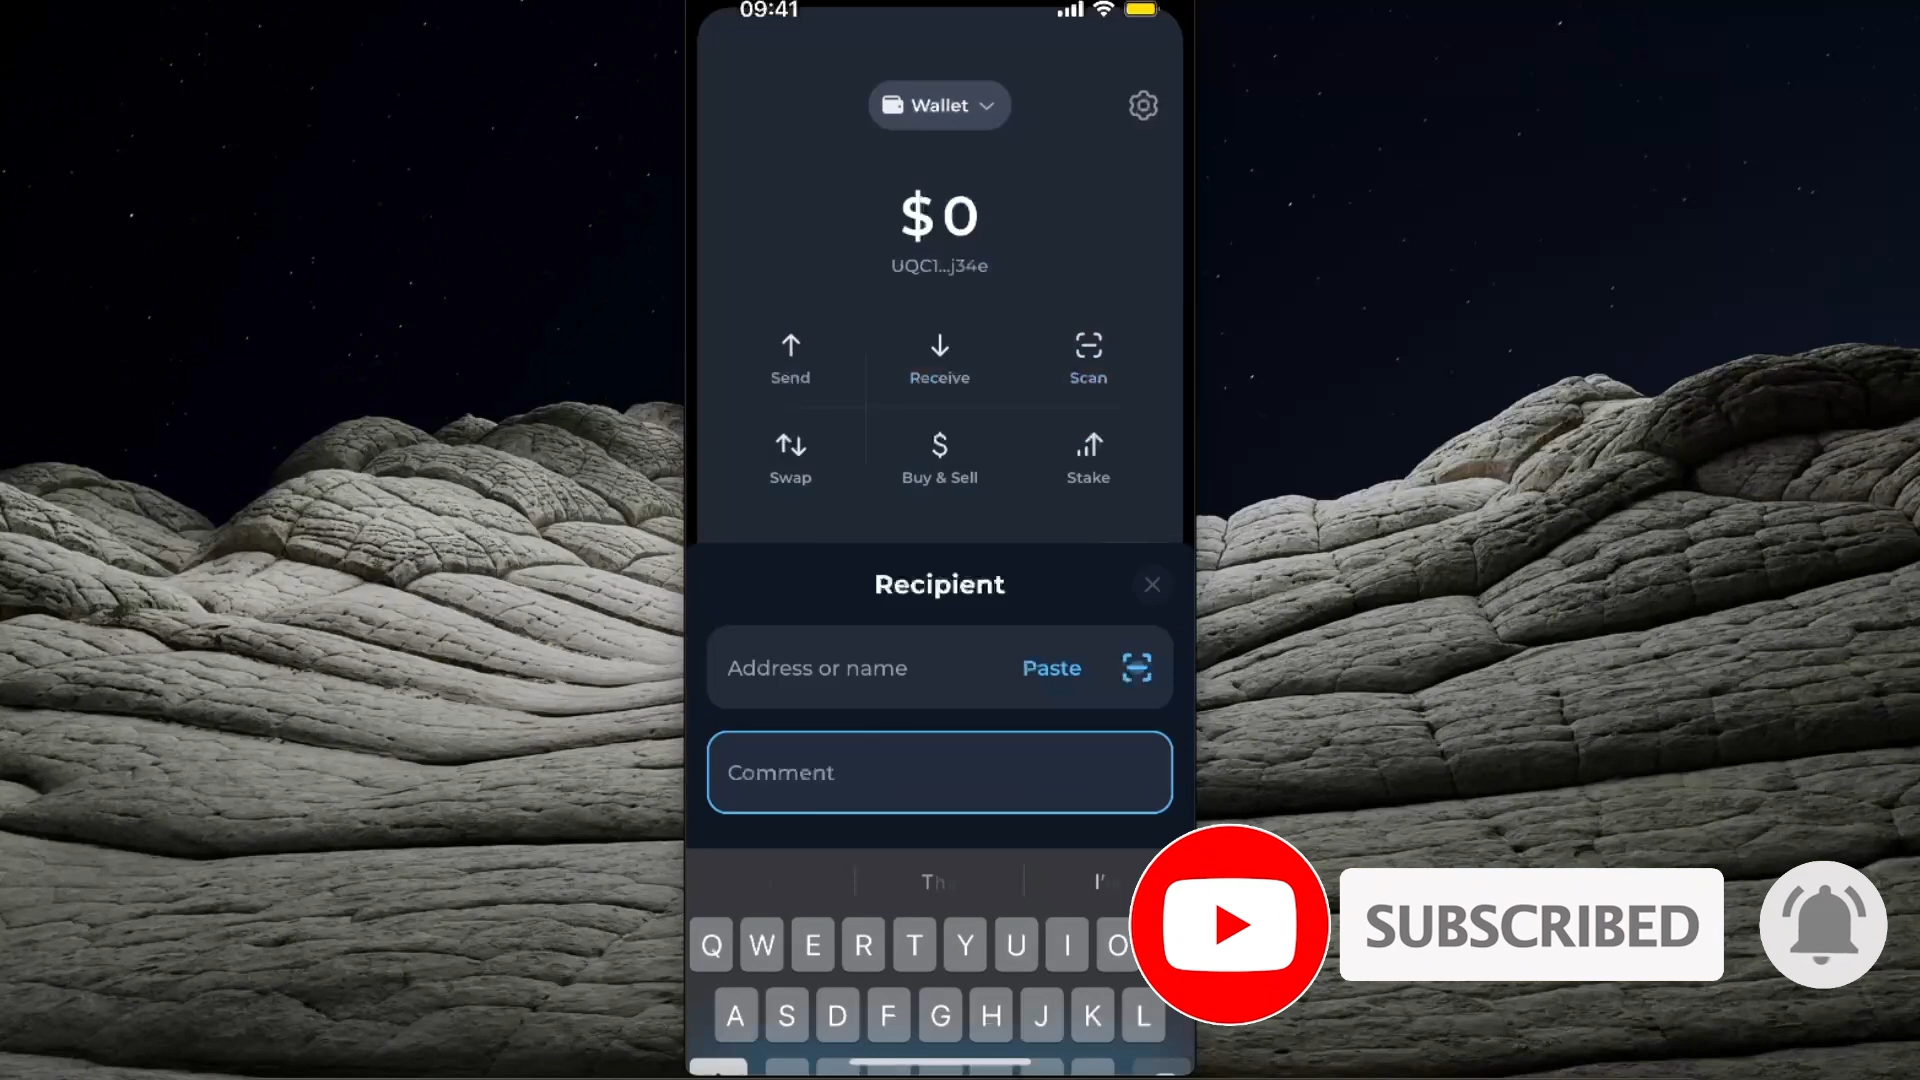 09:41
Wallet
$0
UQC1...j34e
Send Receive Scan
Swap Buy & Sell Stake
Recipient
Address or name Paste
Comment
Q W E R T Y U I O
SUBSCRIBED
A S D F G H J K L